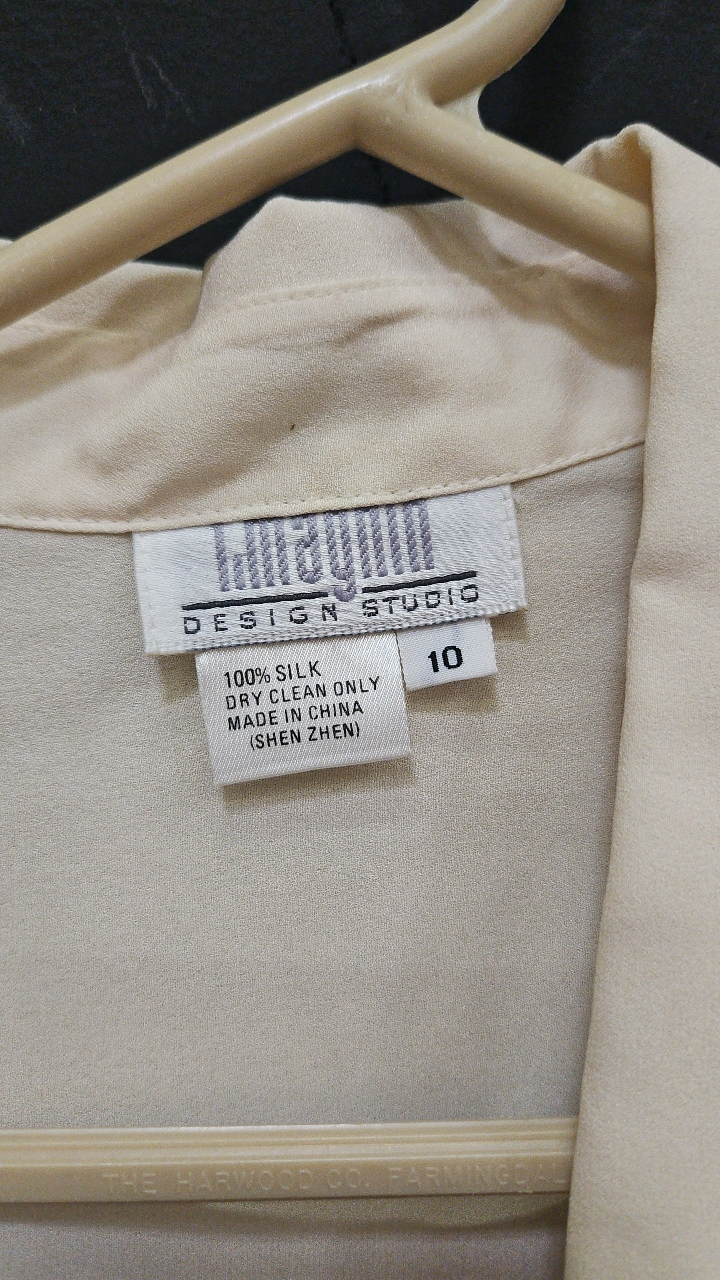 DESIGN STUDIO
10
100% SILK
DRY CLEAN ONLY
MADE IN CHINA
(SHEN ZHEN)
THE HARWOOD CO. FARMINGDAL